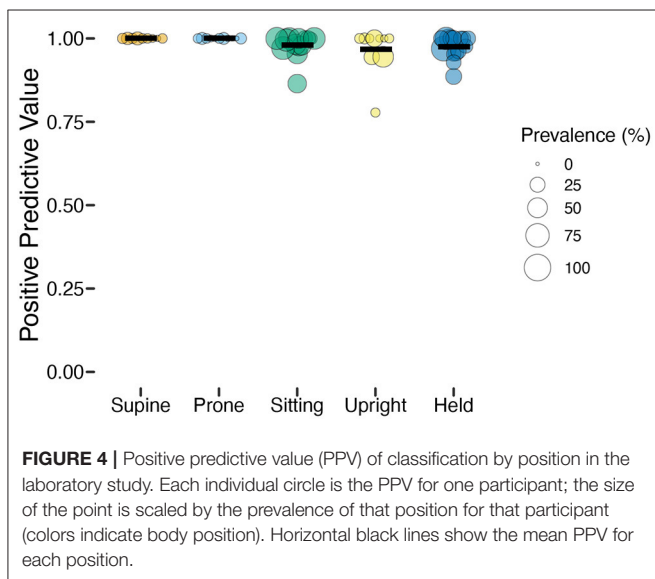 1.00
0.75
0.50
0.25
0.00
Positive Predictive Value
Supine Prone Sitting Upright Held
Prevalence (%)
0
25
50
75
100
FIGURE 4 | Positive predictive value (PPV) of classification by position in the
laboratory study. Each individual circle is the PPV for one participant; the size
of the point is scaled by the prevalence of that position for that participant
(colors indicate body position). Horizontal black lines show the mean PPV for
each position.